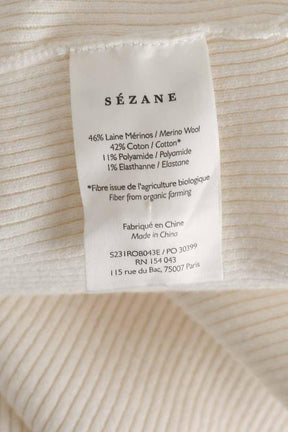 SÉZANE
46% Laine Mérinos / Merino Wool
42% Coton / Cotton*
11% Polyamide / Polyamide
1% Elasthanne / Elastane
*Fibre issue de l'agriculture biologique
Fiber from organic farming
Fabriqué en Chine
Made in China
S231ROB043E / PO 30399
RN 154 043
115 rue du Bac, 75007 Paris